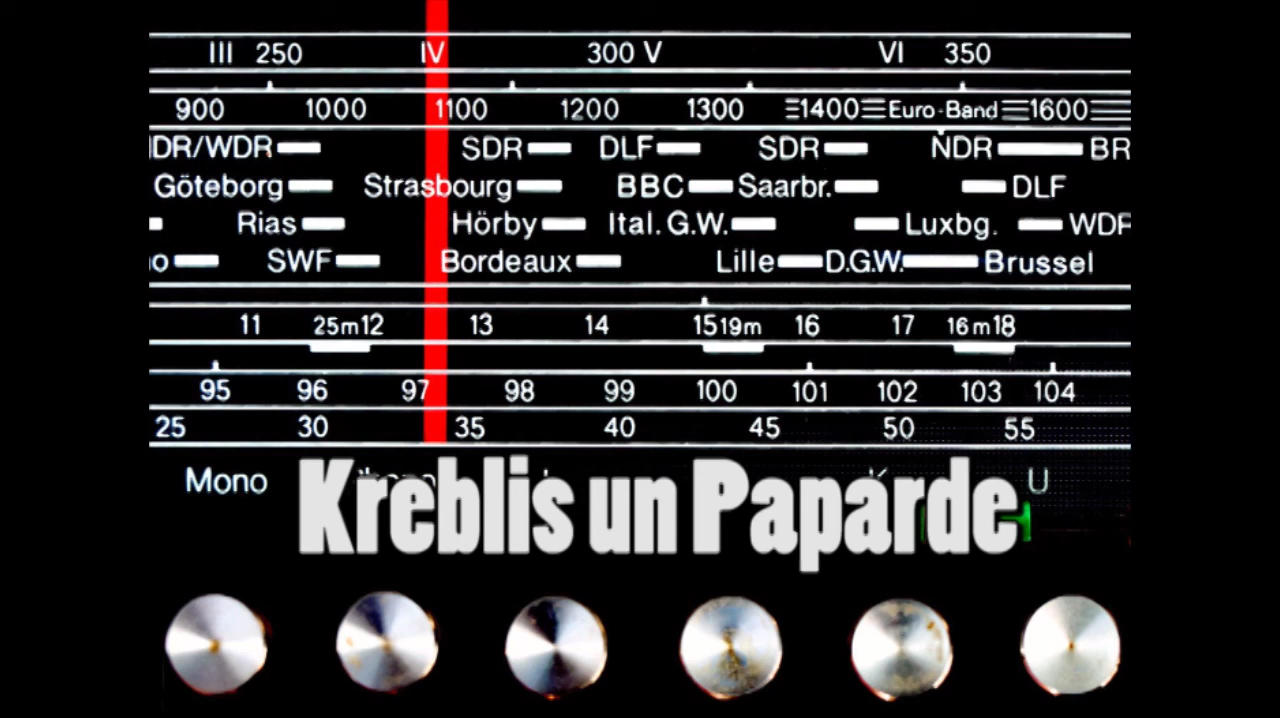 III 250 IV 300 V VI 350
900 1000 1100 1200 1300 1400 Euro-Band 1600
DR/WDR SDR DLF SDR NDR BR
Göteborg Strasbourg BBC Saarbr. DLF
Rias Hörby Ital. G.W. Luxbg. WDR
o SWF Bordeaux Lille D.G.W. Brussel
11 25m 12 13 14 15 19m 16 17 16m 18
95 96 97 98 99 100 101 102 103 104
25 30 35 40 45 50 55
Mono K U
Kreblis un Paparde